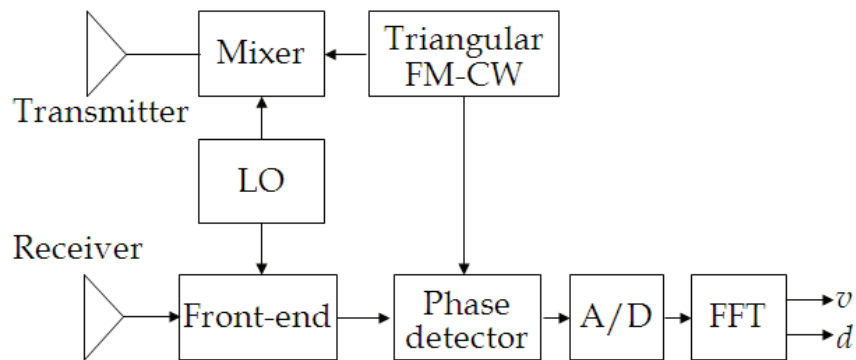 Mixer
Triangular
FM-CW
Transmitter
LO
Receiver
Front-end
Phase
detector
A/D
FFT
v
d